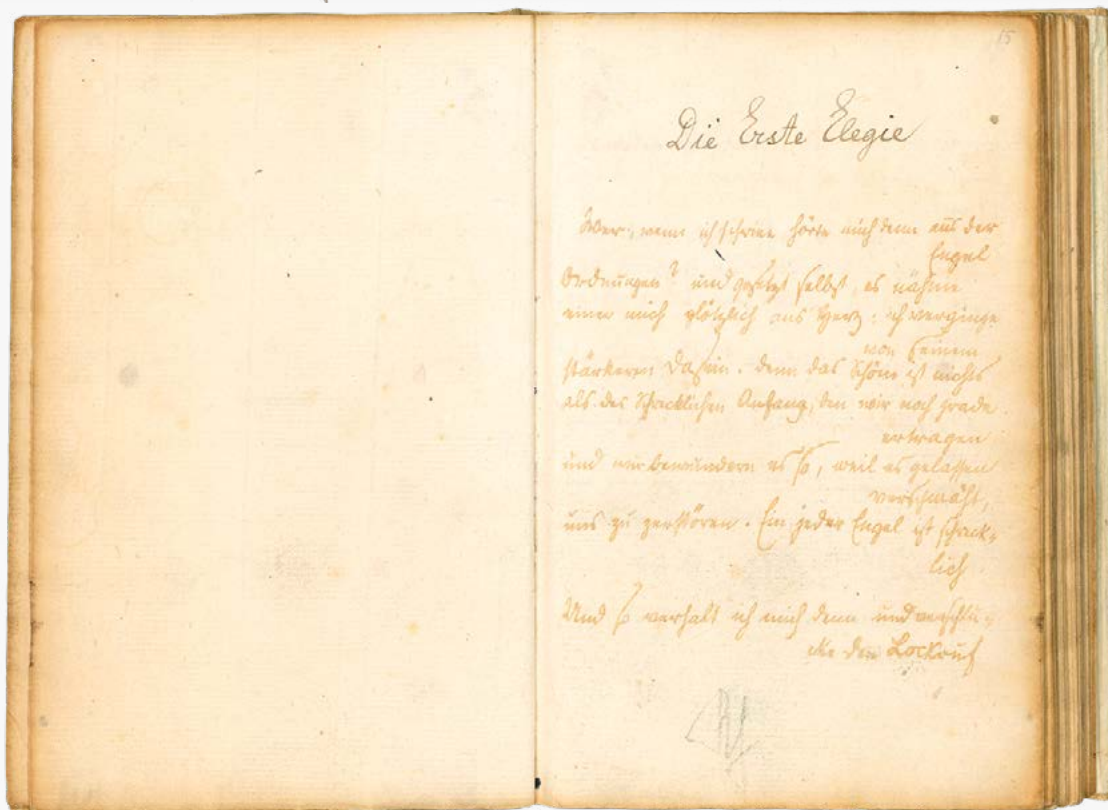 15
Die Erste Elegie
Wer, wenn ich schriee hörte mich denn aus der
Engel
Ordnungen? und gesetzt selbst, es nähme
einer mich plötzlich ans Herz: ich verginge
von seinem
stärkeren Dasein. denn das Schöne ist nichts
als des Schrecklichen Anfang, den wir noch grade
ertragen
und wir bewundern es so, weil es gelassen
verschmäht,
uns zu zerstören. Ein jeder Engel ist schreck-
lich
Und so verhalt ich mich denn und verschlu-
cke den Lockruf